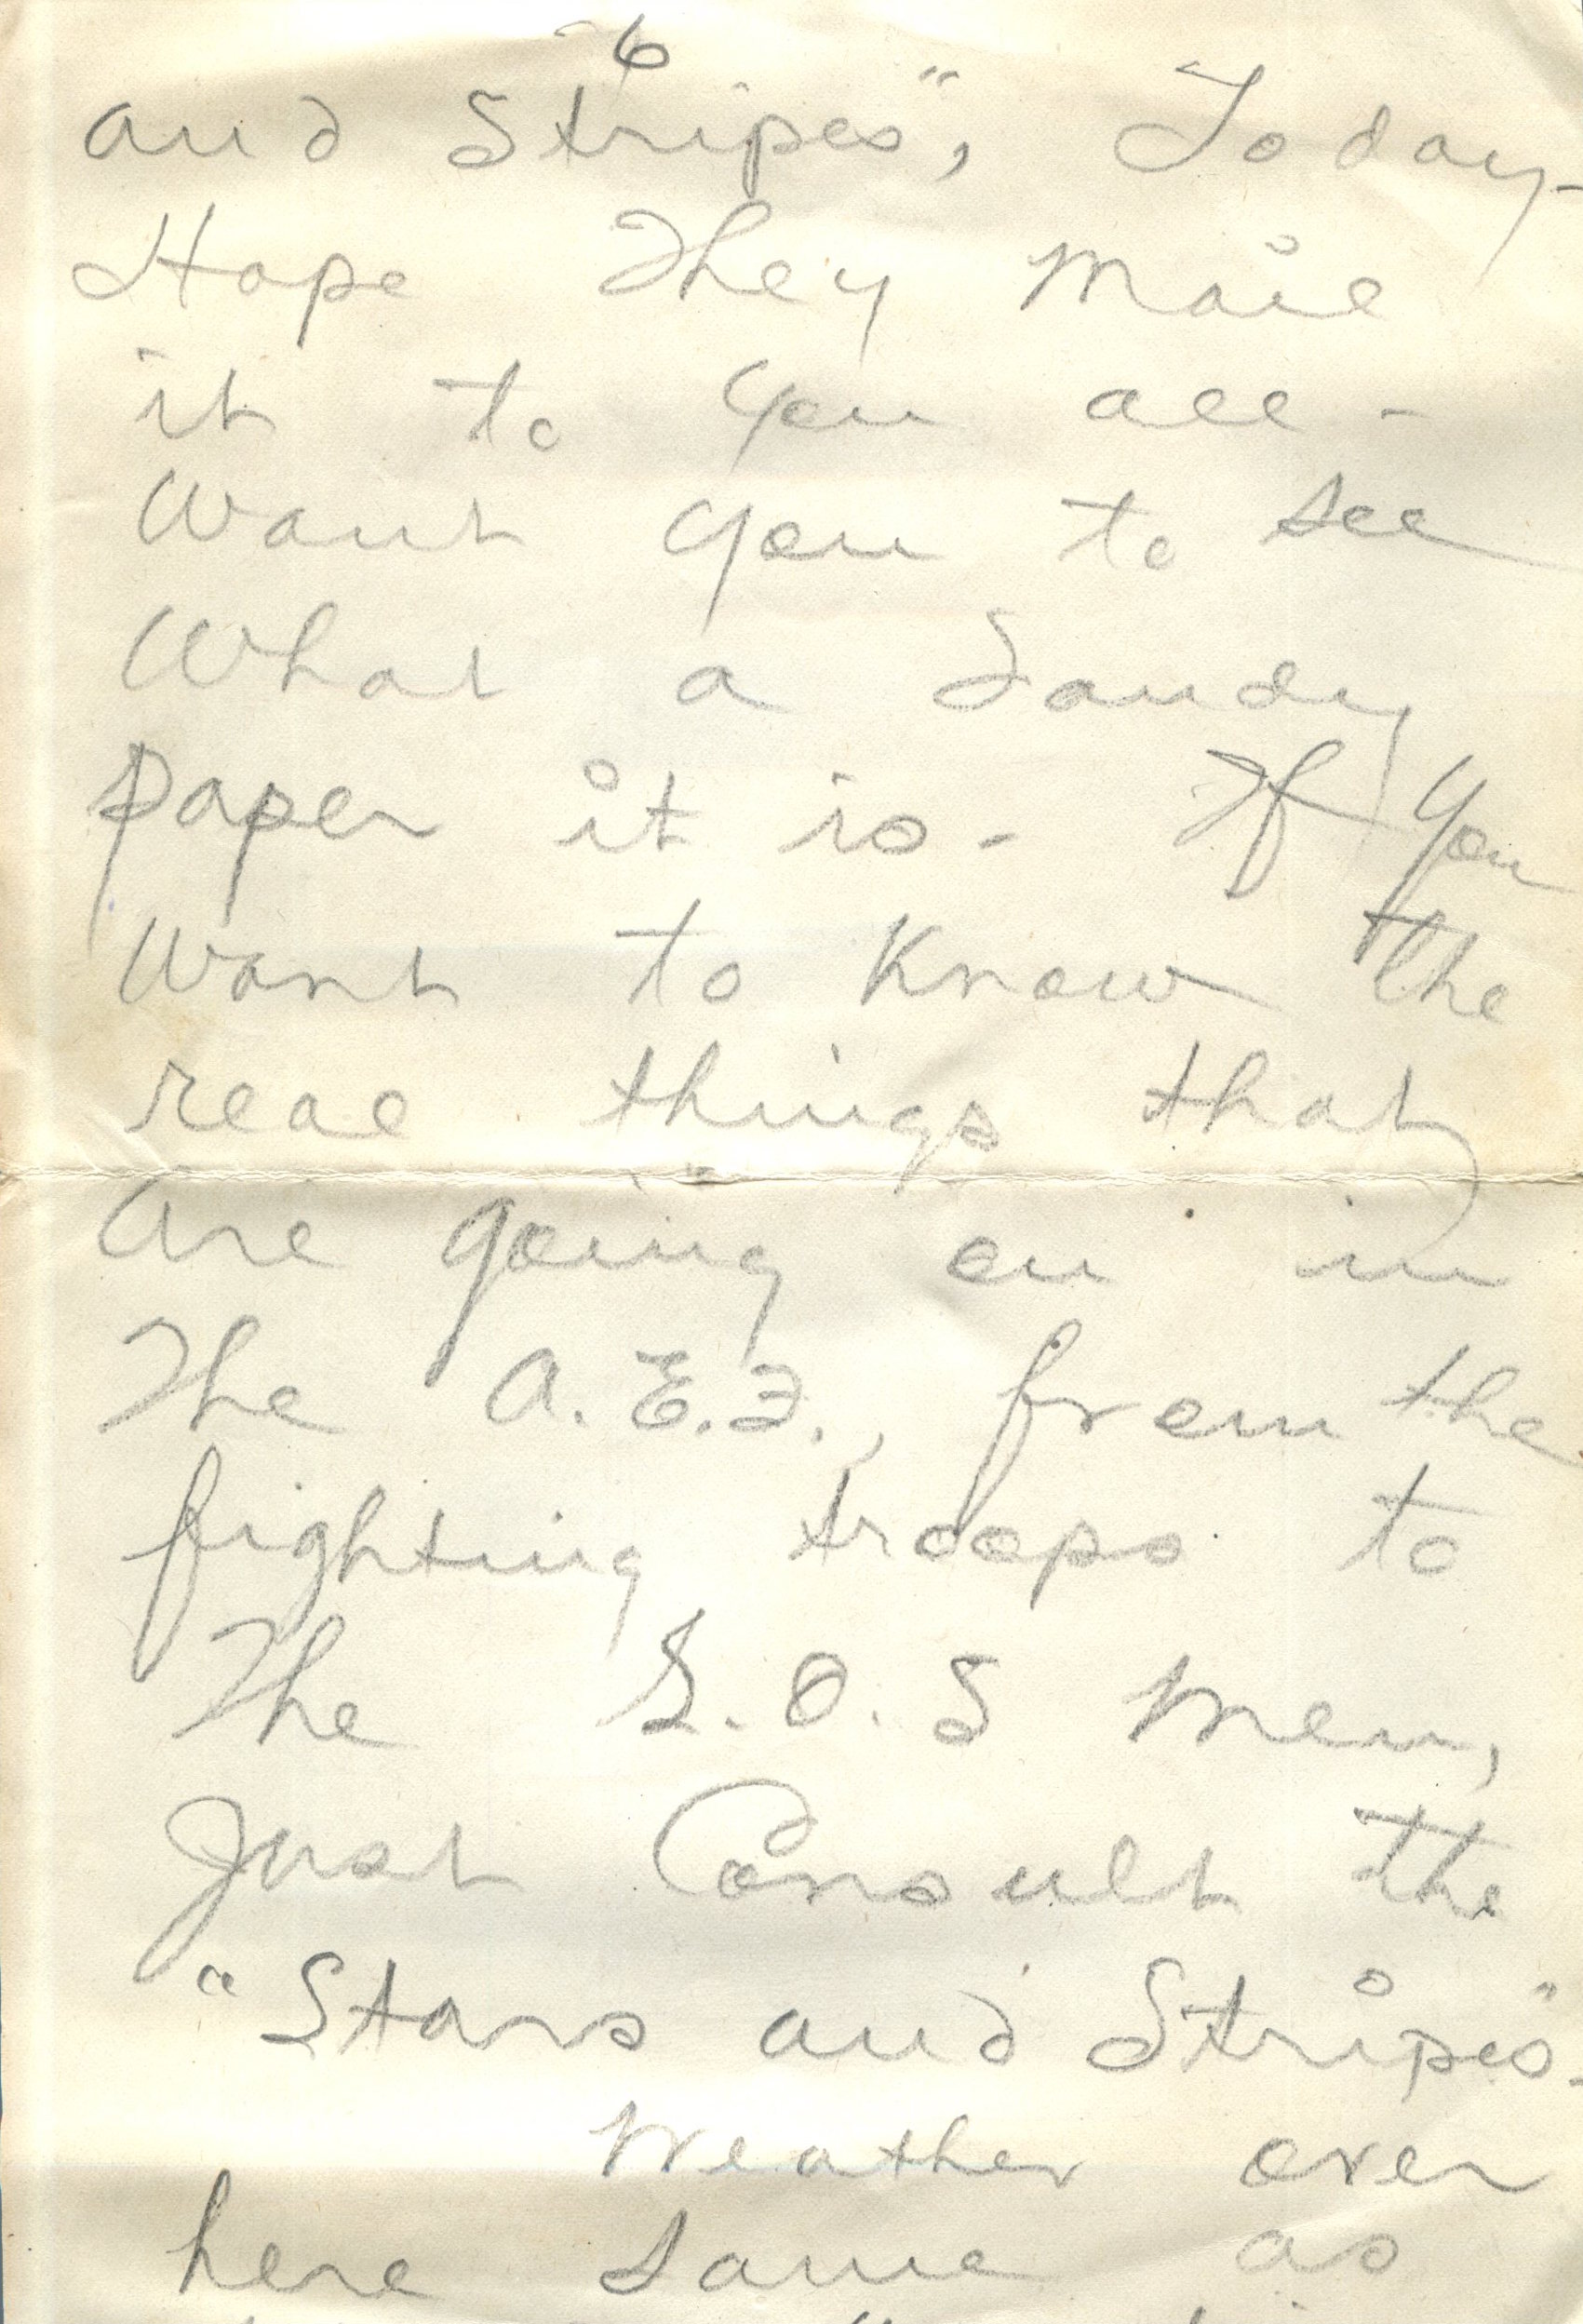 6
and Stripes", Today-
Hope They Mail
it to you all -
Want you to see
What a Dandy
paper it is - If you
Want to Know the
real things that
Are going on in
The A.E.F., from the
fighting troops to
The S.O.S Men,
Just Consult the
"Stars and Stripes"-
Weather over
here same as